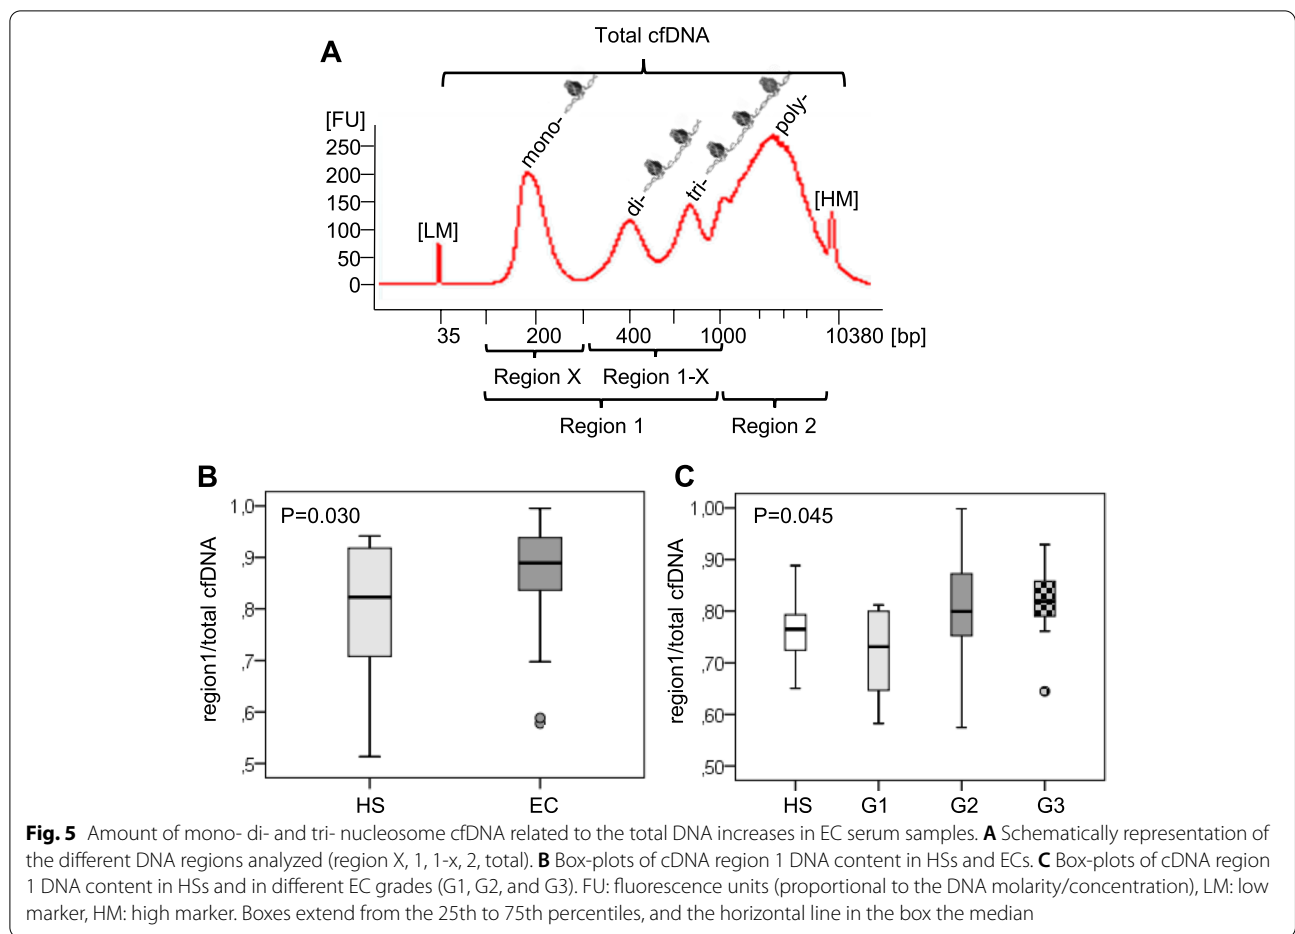 A
Total cfDNA
[FU]
250
200
150
100
50
0
[LM]
mono-
di-
tri-
poly-
[HM]
35 200 400 1000 10380 [bp]
Region X Region 1-X
Region 1 Region 2
B
P=0.030
region1/total cfDNA
1,0
,9
,8
,7
,6
,5
HS EC
C
P=0.045
region1/total cfDNA
1,00
,90
,80
,70
,60
,50
HS G1 G2 G3
Fig. 5 Amount of mono- di- and tri- nucleosome cfDNA related to the total DNA increases in EC serum samples. A Schematically representation of
the different DNA regions analyzed (region X, 1, 1-x, 2, total). B Box-plots of cDNA region 1 DNA content in HSs and ECs. C Box-plots of cDNA region
1 DNA content in HSs and in different EC grades (G1, G2, and G3). FU: fluorescence units (proportional to the DNA molarity/concentration), LM: low
marker, HM: high marker. Boxes extend from the 25th to 75th percentiles, and the horizontal line in the box the median